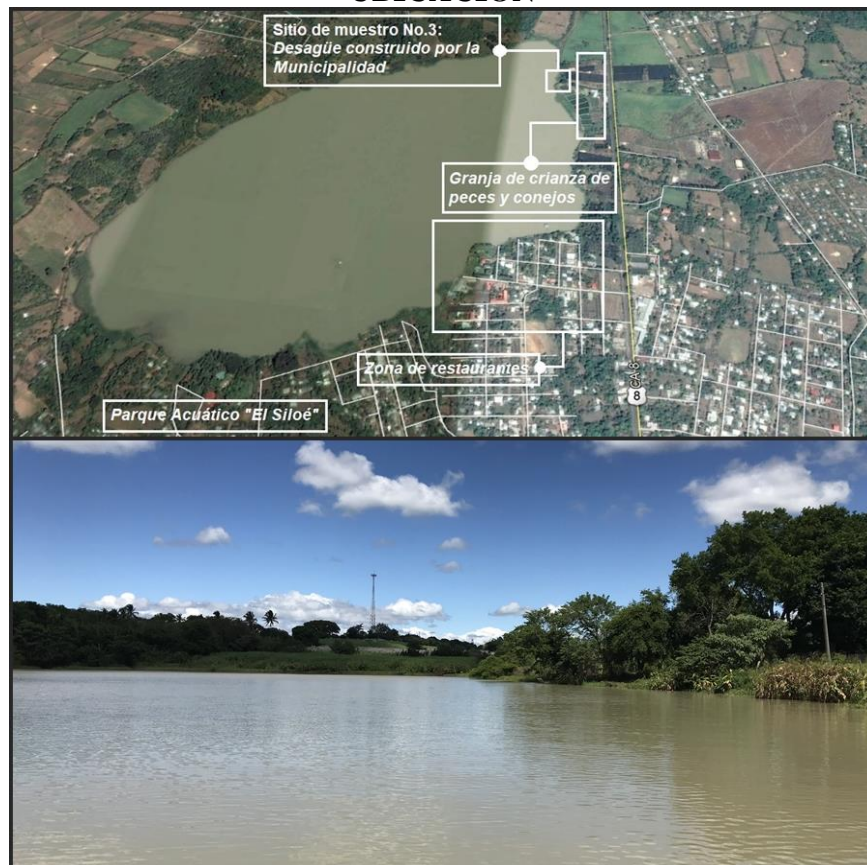 UBICACIÓN
Sitio de muestro No.3:
Desagüe construido por la
Municipalidad
Granja de crianza de
peces y conejos
Zona de restaurantes
Parque Acuático "El Siloé"
CA-8
8